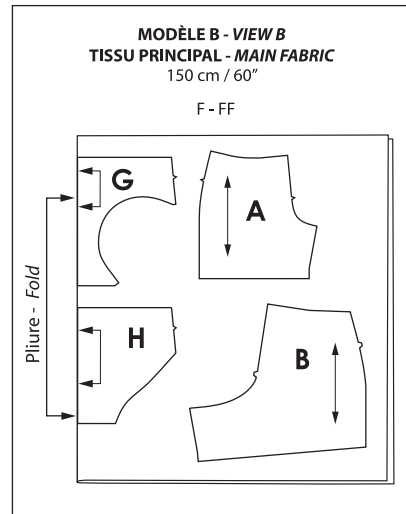 MODÈLE B - VIEW B
TISSU PRINCIPAL - MAIN FABRIC
150 cm / 60"
F - FF
G
A
Pliure - Fold
H
B